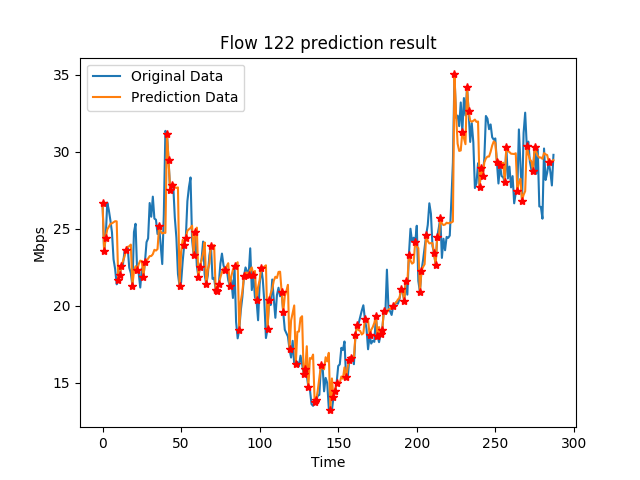 Flow 122 prediction result
Original Data
Prediction Data
Mbps
35
30
25
20
15
0 50 100 150 200 250 300
Time